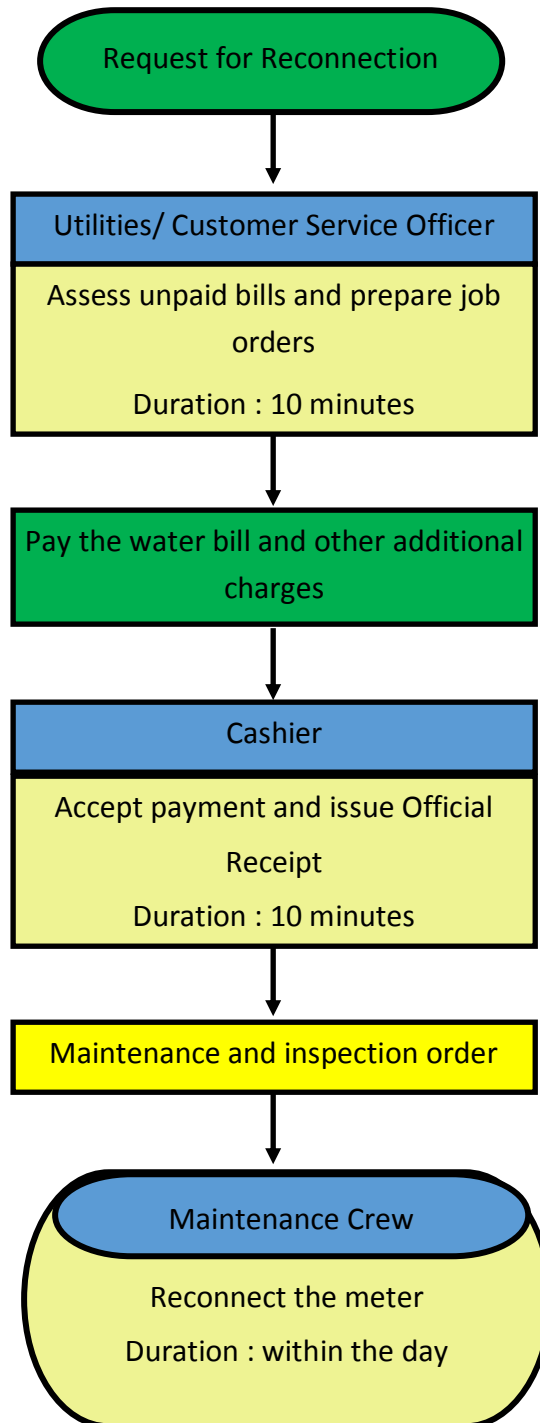 Request for Reconnection
Utilities/ Customer Service Officer
Assess unpaid bills and prepare job
orders
Duration : 10 minutes
Pay the water bill and other additional
charges
Cashier
Accept payment and issue Official
Receipt
Duration : 10 minutes
Maintenance and inspection order
Maintenance Crew
Reconnect the meter
Duration : within the day